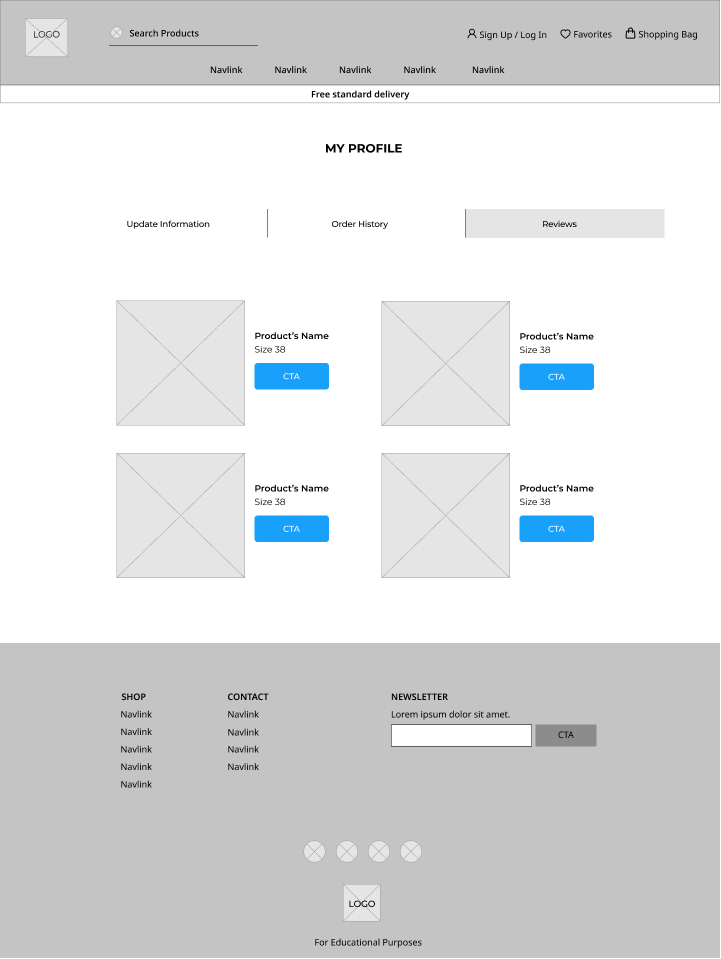 LOGO
Search Products
Sign Up / Log In
Favorites
Shopping Bag
Navlink
Navlink
Navlink
Navlink
Navlink
Free standard delivery
MY PROFILE
Update Information
Order History
Reviews
Product's Name
Size 38
CTA
Product's Name
Size 38
CTA
Product's Name
Size 38
CTA
Product's Name
Size 38
CTA
SHOP
Navlink
Navlink
Navlink
Navlink
Navlink
CONTACT
Navlink
Navlink
Navlink
Navlink
NEWSLETTER
Lorem ipsum dolor sit amet.
CTA
LOGO
For Educational Purposes